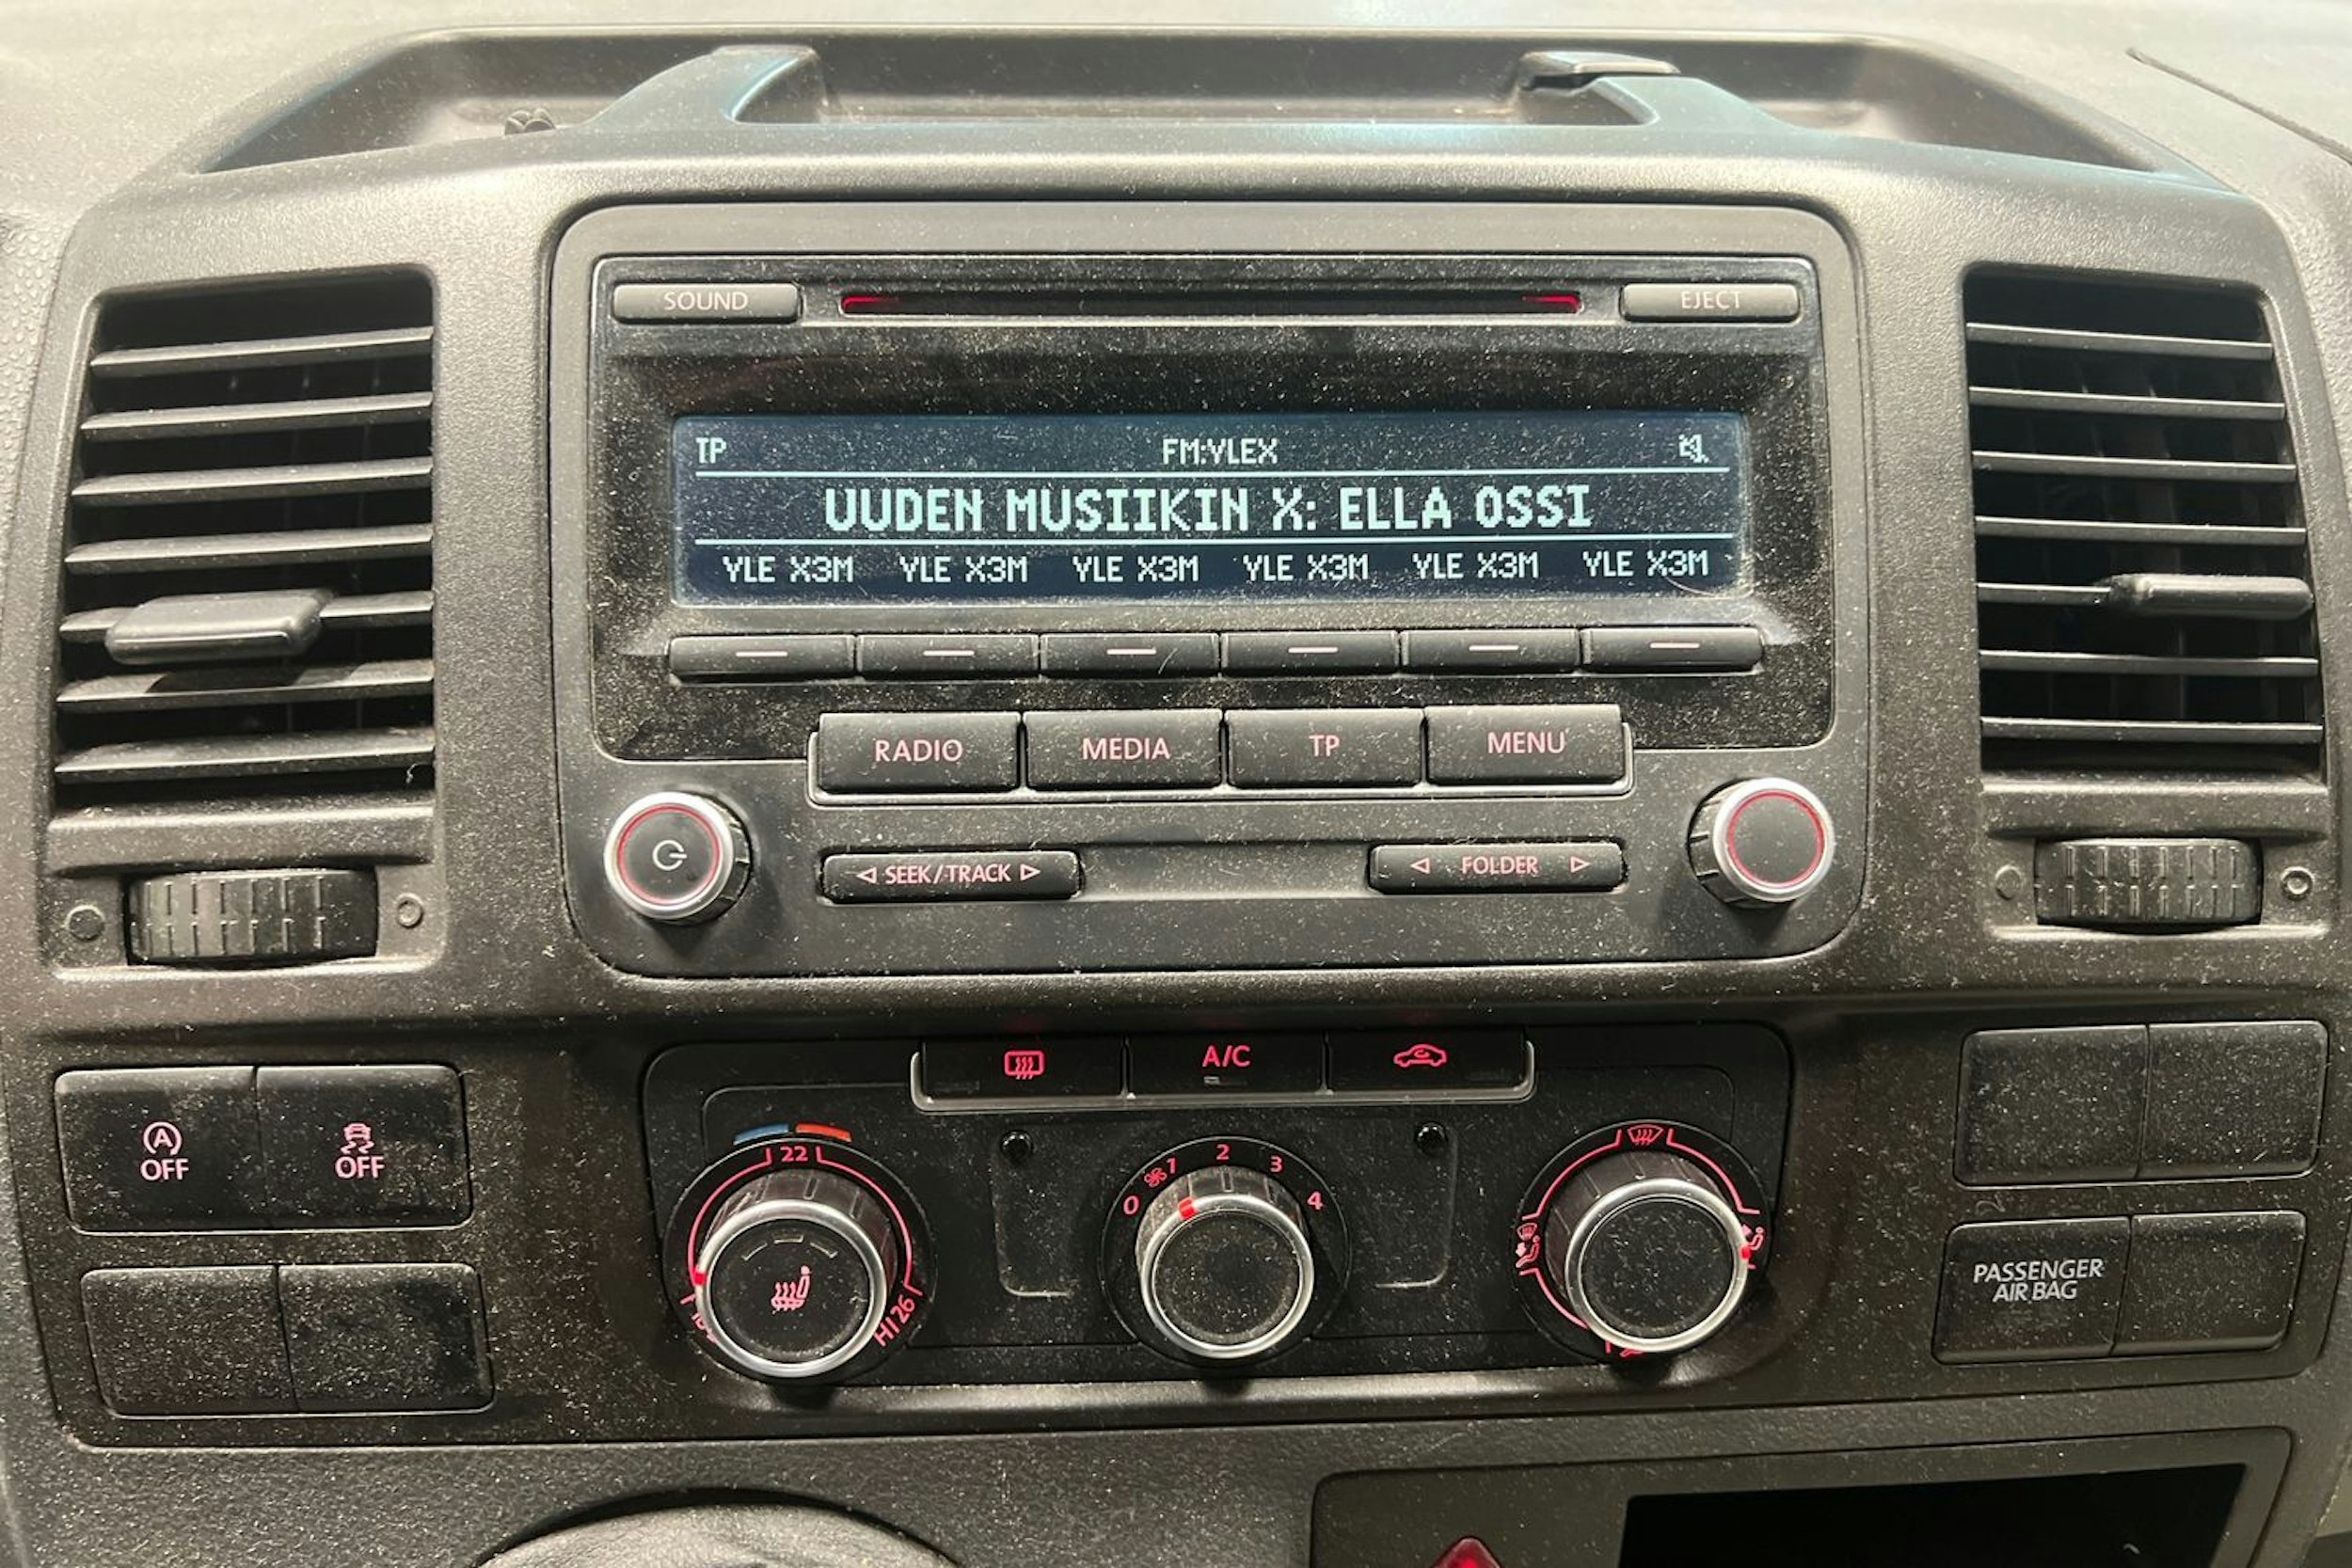 SOUND EJECT
TP FM:YLEX
UUDEN MUSIIKIN X: ELLA OSSI
YLE X3M YLE X3M YLE X3M YLE X3M YLE X3M YLE X3M
RADIO MEDIA TP MENU
SEEK/TRACK FOLDER
A/C
A OFF OFF
22
0 1 2 3 4
HI 26
PASSENGER
AIR BAG